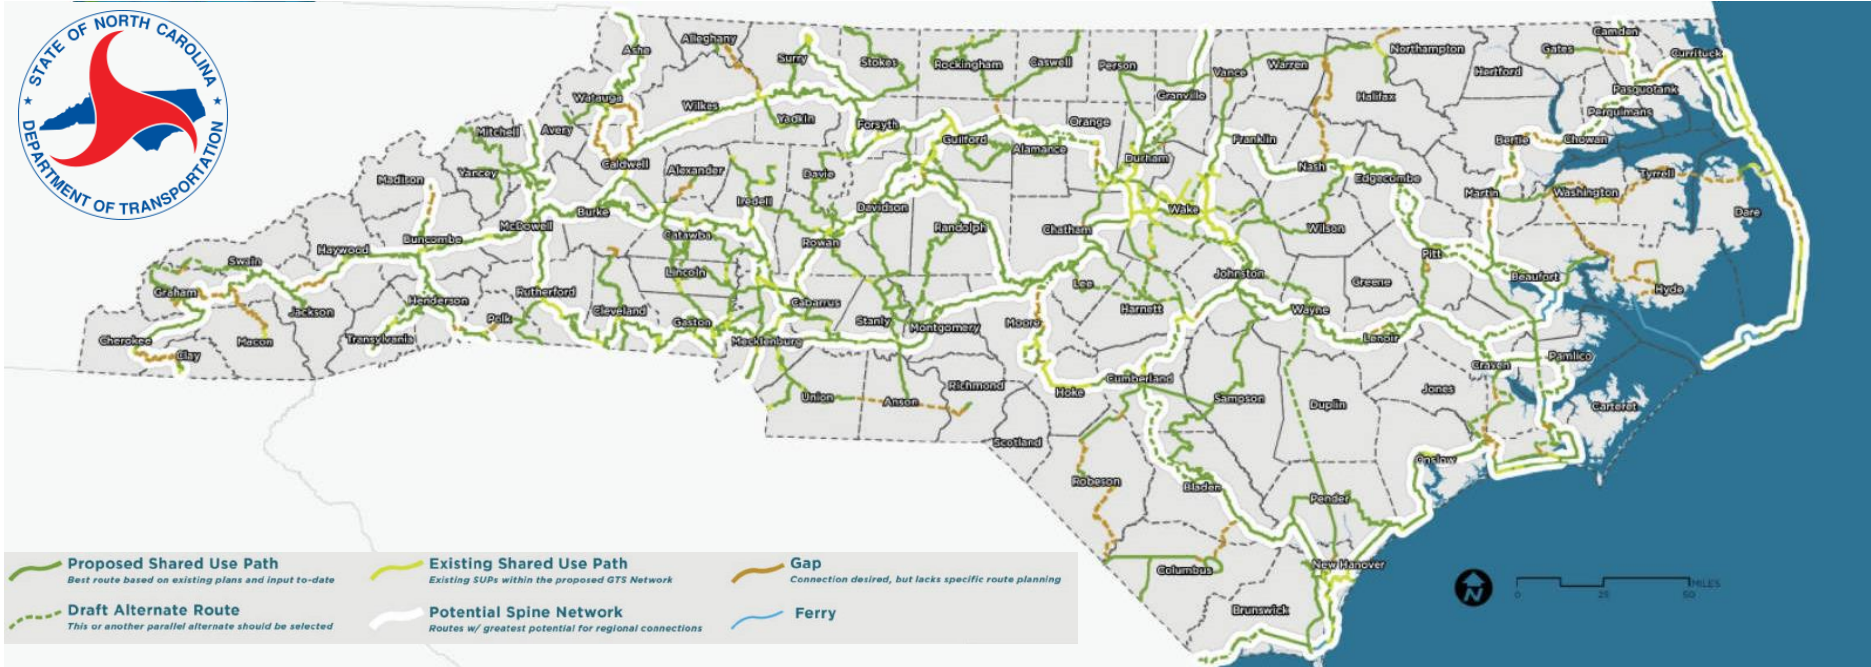 STATE OF NORTH CAROLINA
DEPARTMENT OF TRANSPORTATION
Ashe
Alleghany
Surry
Stokes
Rockingham
Caswell
Person
Vance
Warren
Northampton
Hertford
Gates
Camden
Currituck
Watauga
Wilkes
Yadkin
Forsyth
Guilford
Alamance
Orange
Granville
Franklin
Halifax
Bertie
Chowan
Perquimans
Pasquotank
Mitchell
Avery
Caldwell
Alexander
Davie
Durham
Nash
Edgecombe
Martin
Washington
Tyrrell
Madison
Yancey
McDowell
Burke
Iredell
Davidson
Randolph
Chatham
Wake
Wilson
Dare
Swain
Haywood
Buncombe
Catawba
Rowan
Lincoln
Lee
Johnston
Greene
Pitt
Beaufort
Hyde
Graham
Jackson
Henderson
Rutherford
Cleveland
Gaston
Cabarrus
Stanly
Montgomery
Moore
Harnett
Wayne
Lenoir
Cherokee
Clay
Macon
Transylvania
Polk
Mecklenburg
Union
Anson
Richmond
Hoke
Cumberland
Sampson
Duplin
Jones
Craven
Pamlico
Carteret
Scotland
Robeson
Bladen
Onslow
Pender
Columbus
New Hanover
Brunswick
Proposed Shared Use Path
Best route based on existing plans and input to-date
Existing Shared Use Path
Existing SUPs within the proposed GTS Network
Gap
Connection desired, but lacks specific route planning
Draft Alternate Route
This or another parallel alternate should be selected
Potential Spine Network
Routes w/ greatest potential for regional connections
Ferry
N
MILES
0 25 50